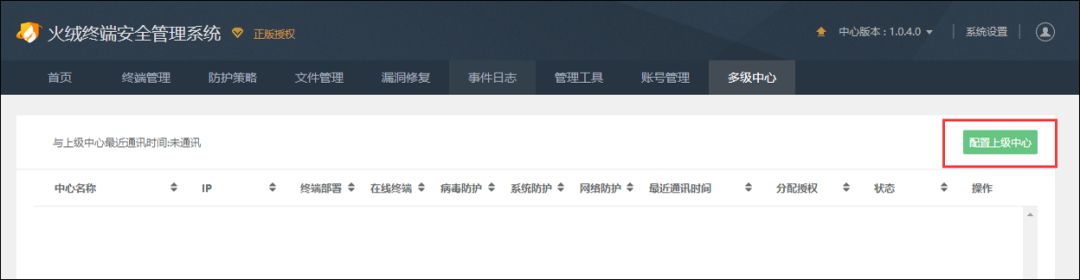 火绒终端安全管理系统 正版授权 中心版本：1.0.4.0 系统设置
首页 终端管理 防护策略 文件管理 漏洞修复 事件日志 管理工具 账号管理 多级中心
与上级中心最近通讯时间:未通讯 配置上级中心
中心名称 IP 终端部署 在线终端 病毒防护 系统防护 网络防护 最近通讯时间 分配授权 状态 操作